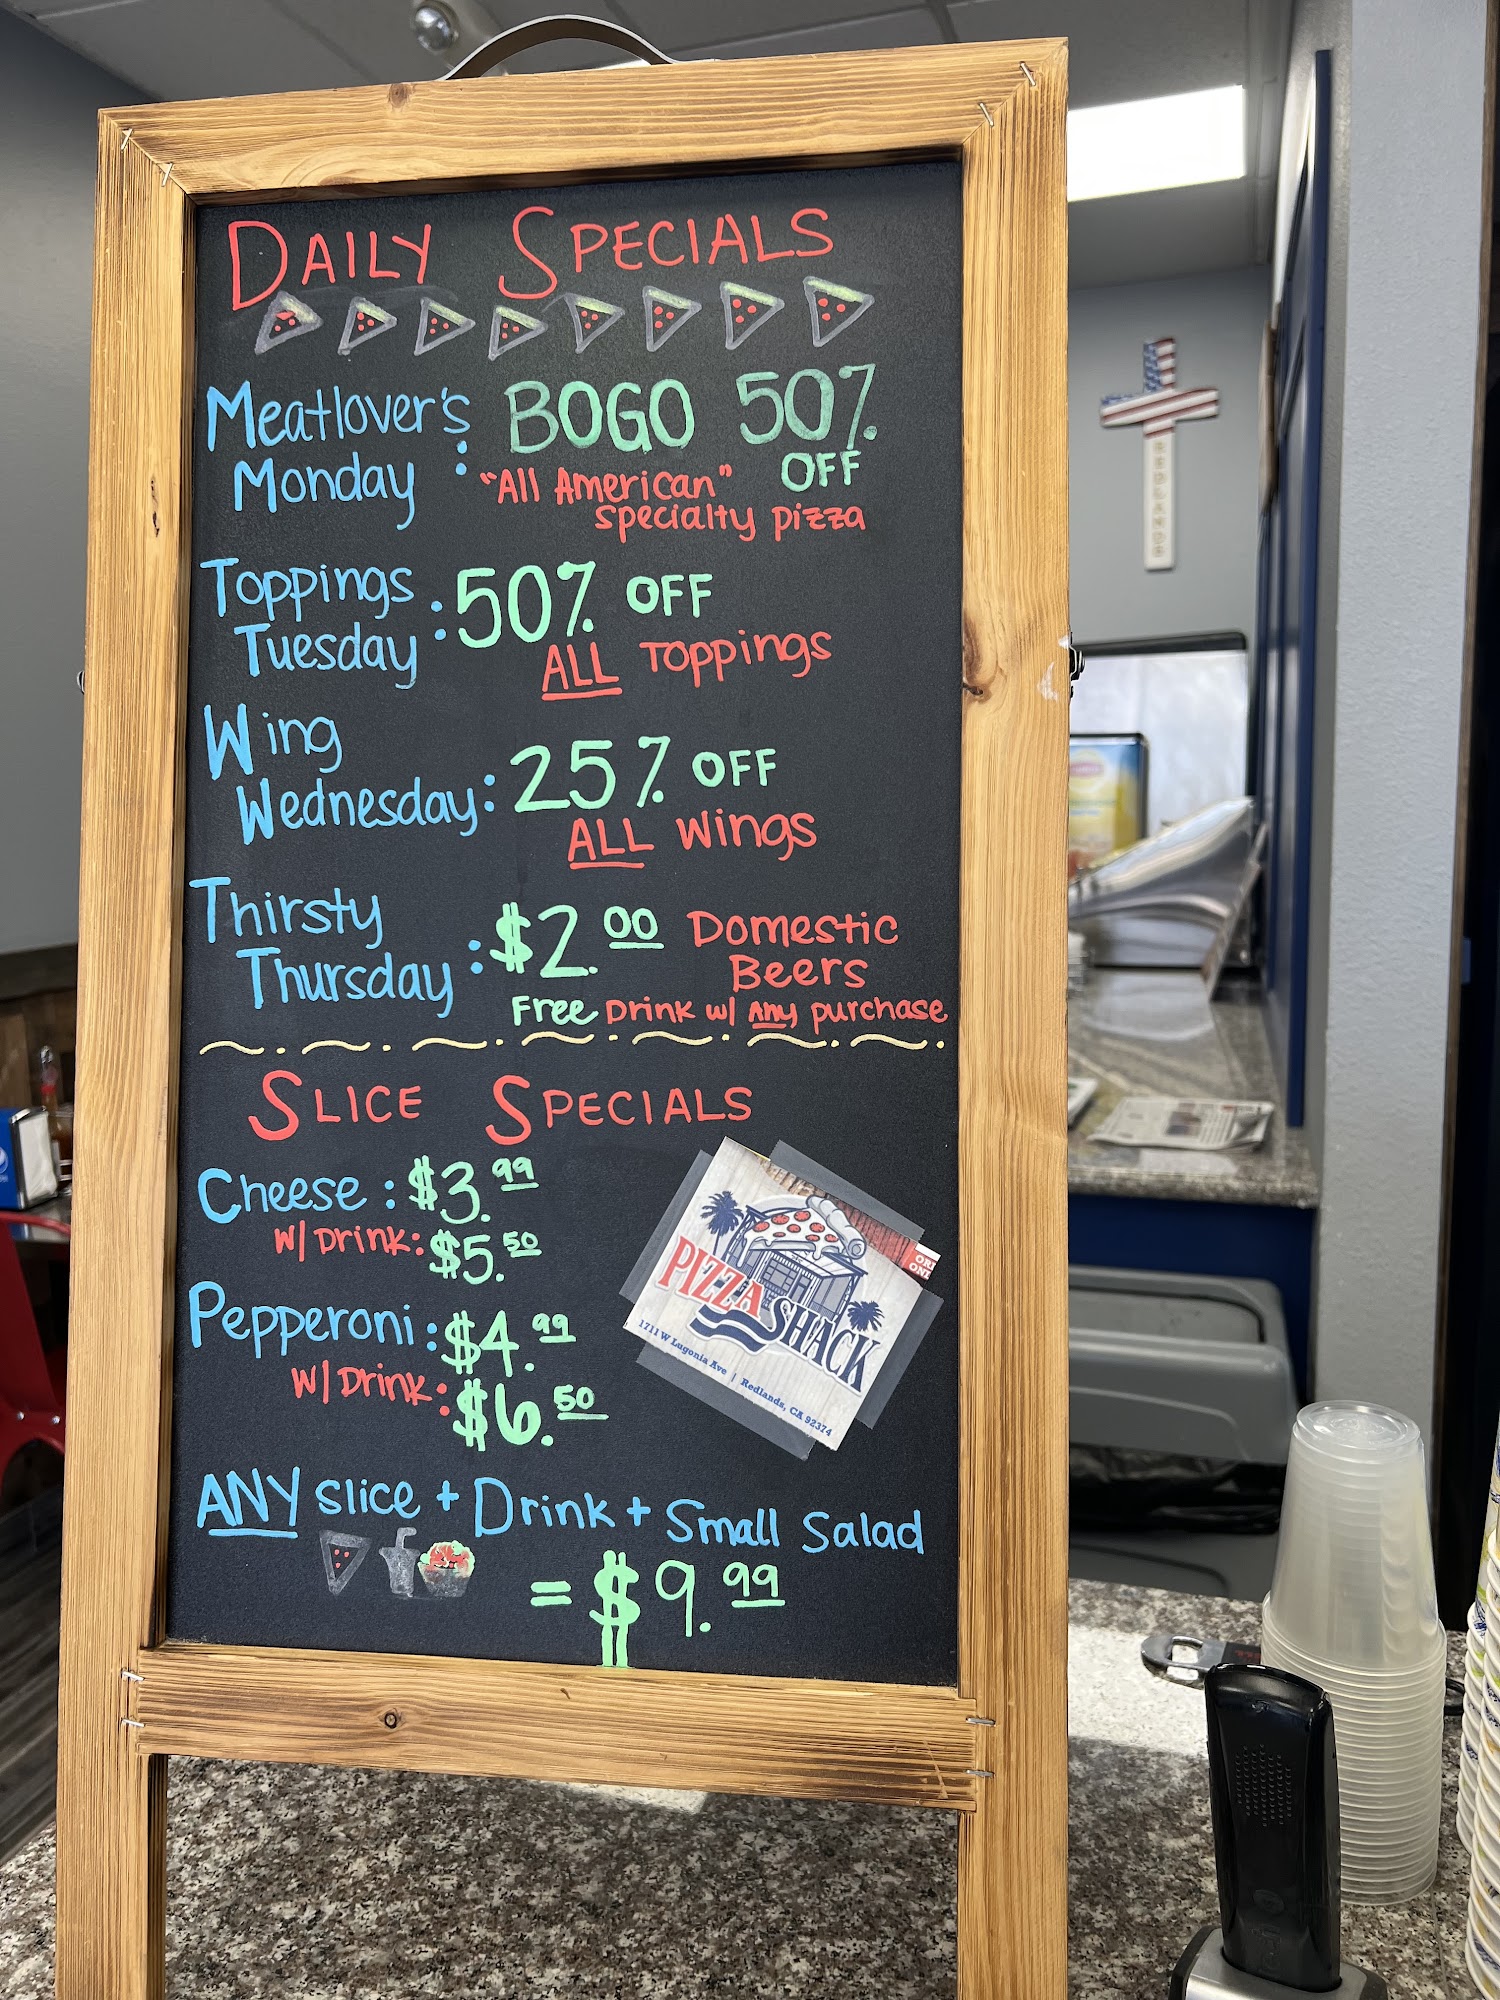 DAILY SPECIALS
Meatlover's BOGO 50%
Monday : OFF
"All American"
specialty pizza
Toppings
Tuesday : 50% OFF
ALL Toppings
Wing
Wednesday: 25% OFF
ALL Wings
Thirsty
Thursday : $2.00 Domestic
Beers
Free Drink w/ Any purchase
SLICE SPECIALS
Cheese: $3.99
W/Drink: $5.50
Pepperoni: $4.99
W/Drink: $6.50
ANY slice + Drink + Small Salad
= $9.99
PIZZA
SHACK
1711 W Lugonia Ave | Redlands, CA 92374
REDLANDS